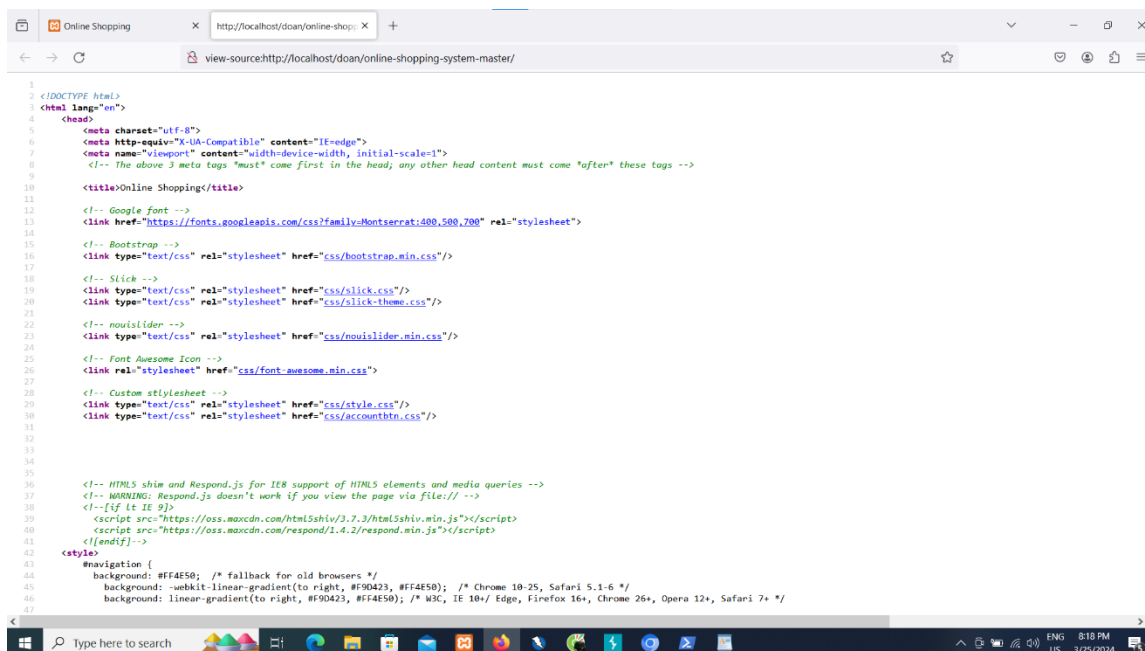 Online Shopping
http://localhost/doan/online-shopp
view-source:http://localhost/doan/online-shopping-system-master/
1
2 <!DOCTYPE html>
3 <html lang="en">
4 <head>
5 <meta charset="utf-8">
6 <meta http-equiv="X-UA-Compatible" content="IE=edge">
7 <meta name="viewport" content="width=device-width, initial-scale=1">
8 <!-- The above 3 meta tags *must* come first in the head; any other head content must come *after* these tags -->
9
10 <title>Online Shopping</title>
11
12 <!-- Google font -->
13 <link href="https://fonts.googleapis.com/css?family=Montserrat:400,500,700" rel="stylesheet">
14
15 <!-- Bootstrap -->
16 <link type="text/css" rel="stylesheet" href="css/bootstrap.min.css"/>
17
18 <!-- Slick -->
19 <link type="text/css" rel="stylesheet" href="css/slick.css"/>
20 <link type="text/css" rel="stylesheet" href="css/slick-theme.css"/>
21
22 <!-- nouislider -->
23 <link type="text/css" rel="stylesheet" href="css/nouislider.min.css"/>
24
25 <!-- Font Awesome Icon -->
26 <link rel="stylesheet" href="css/font-awesome.min.css">
27
28 <!-- Custom stlylesheet -->
29 <link type="text/css" rel="stylesheet" href="css/style.css"/>
30 <link type="text/css" rel="stylesheet" href="css/accountbtn.css"/>
31
32
33
34
35
36 <!-- HTML5 shim and Respond.js for IE8 support of HTML5 elements and media queries -->
37 <!-- WARNING: Respond.js doesn't work if you view the page via file:// -->
38 <!--[if lt IE 9]>
39 <script src="https://oss.maxcdn.com/html5shiv/3.7.3/html5shiv.min.js"></script>
40 <script src="https://oss.maxcdn.com/respond/1.4.2/respond.min.js"></script>
41 <![endif]-->
42 <style>
43 #navigation {
44 background: #FF4E50; /* fallback for old browsers */
45 background: -webkit-linear-gradient(to right, #F9D423, #FF4E50); /* Chrome 10-25, Safari 5.1-6 */
46 background: linear-gradient(to right, #F9D423, #FF4E50); /* W3C, IE 10+/ Edge, Firefox 16+, Chrome 26+, Opera 12+, Safari 7+ */
47
Type here to search
ENG 8:18 PM
US 3/25/2024